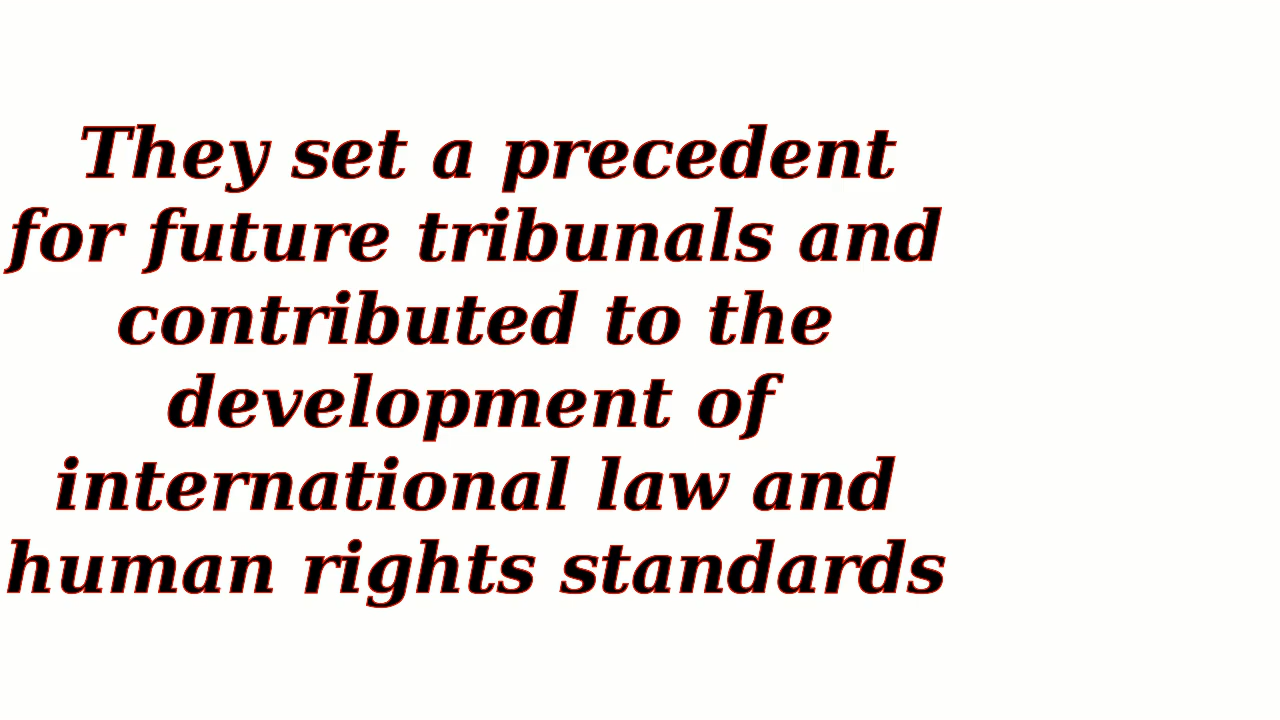 They set a precedent
for future tribunals and
contributed to the
development of
international law and
human rights standards